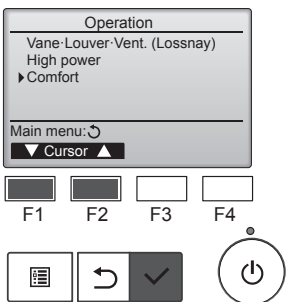 Operation
Vane·Louver·Vent. (Lossnay)
High power
Comfort
Main menu:
Cursor
F1 F2 F3 F4